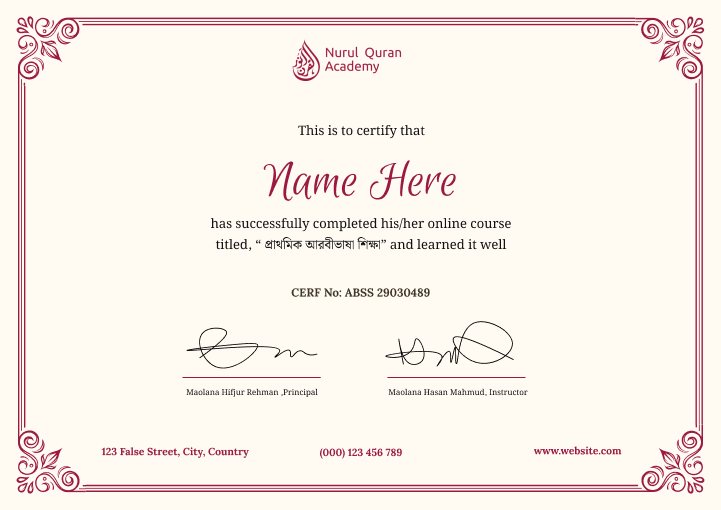 Nurul Quran
Academy
This is to certify that
Name Here
has successfully completed his/her online course
titled, “ প্রাথমিক আরবীভাষা শিক্ষা” and learned it well
CERF No: ABSS 29030489
Maolana Hifjur Rehman ,Principal
Maolana Hasan Mahmud, Instructor
123 False Street, City, Country
(000) 123 456 789
www.website.com